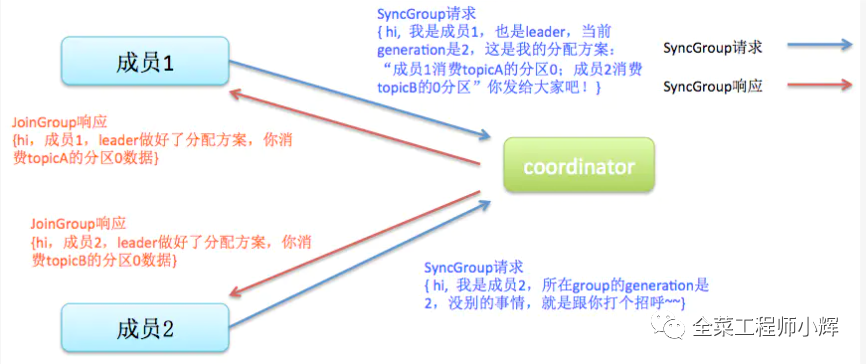 SyncGroup请求
{ hi, 我是成员1，也是leader，当前
generation是2，这是我的分配方案：
“成员1消费topicA的分区0；成员2消费
topicB的0分区”你发给大家吧！}
SyncGroup请求
SyncGroup响应
成员1
JoinGroup响应
{hi，成员1，leader做好了分配方案，你消
费topicA的分区0数据}
coordinator
JoinGroup响应
{hi，成员2，leader做好了分配方案，你消
费topicB的分区0数据}
SyncGroup请求
{ hi, 我是成员2，所在group的generation是
2，没别的事情，就是跟你打个招呼~~}
成员2
全菜工程师小辉